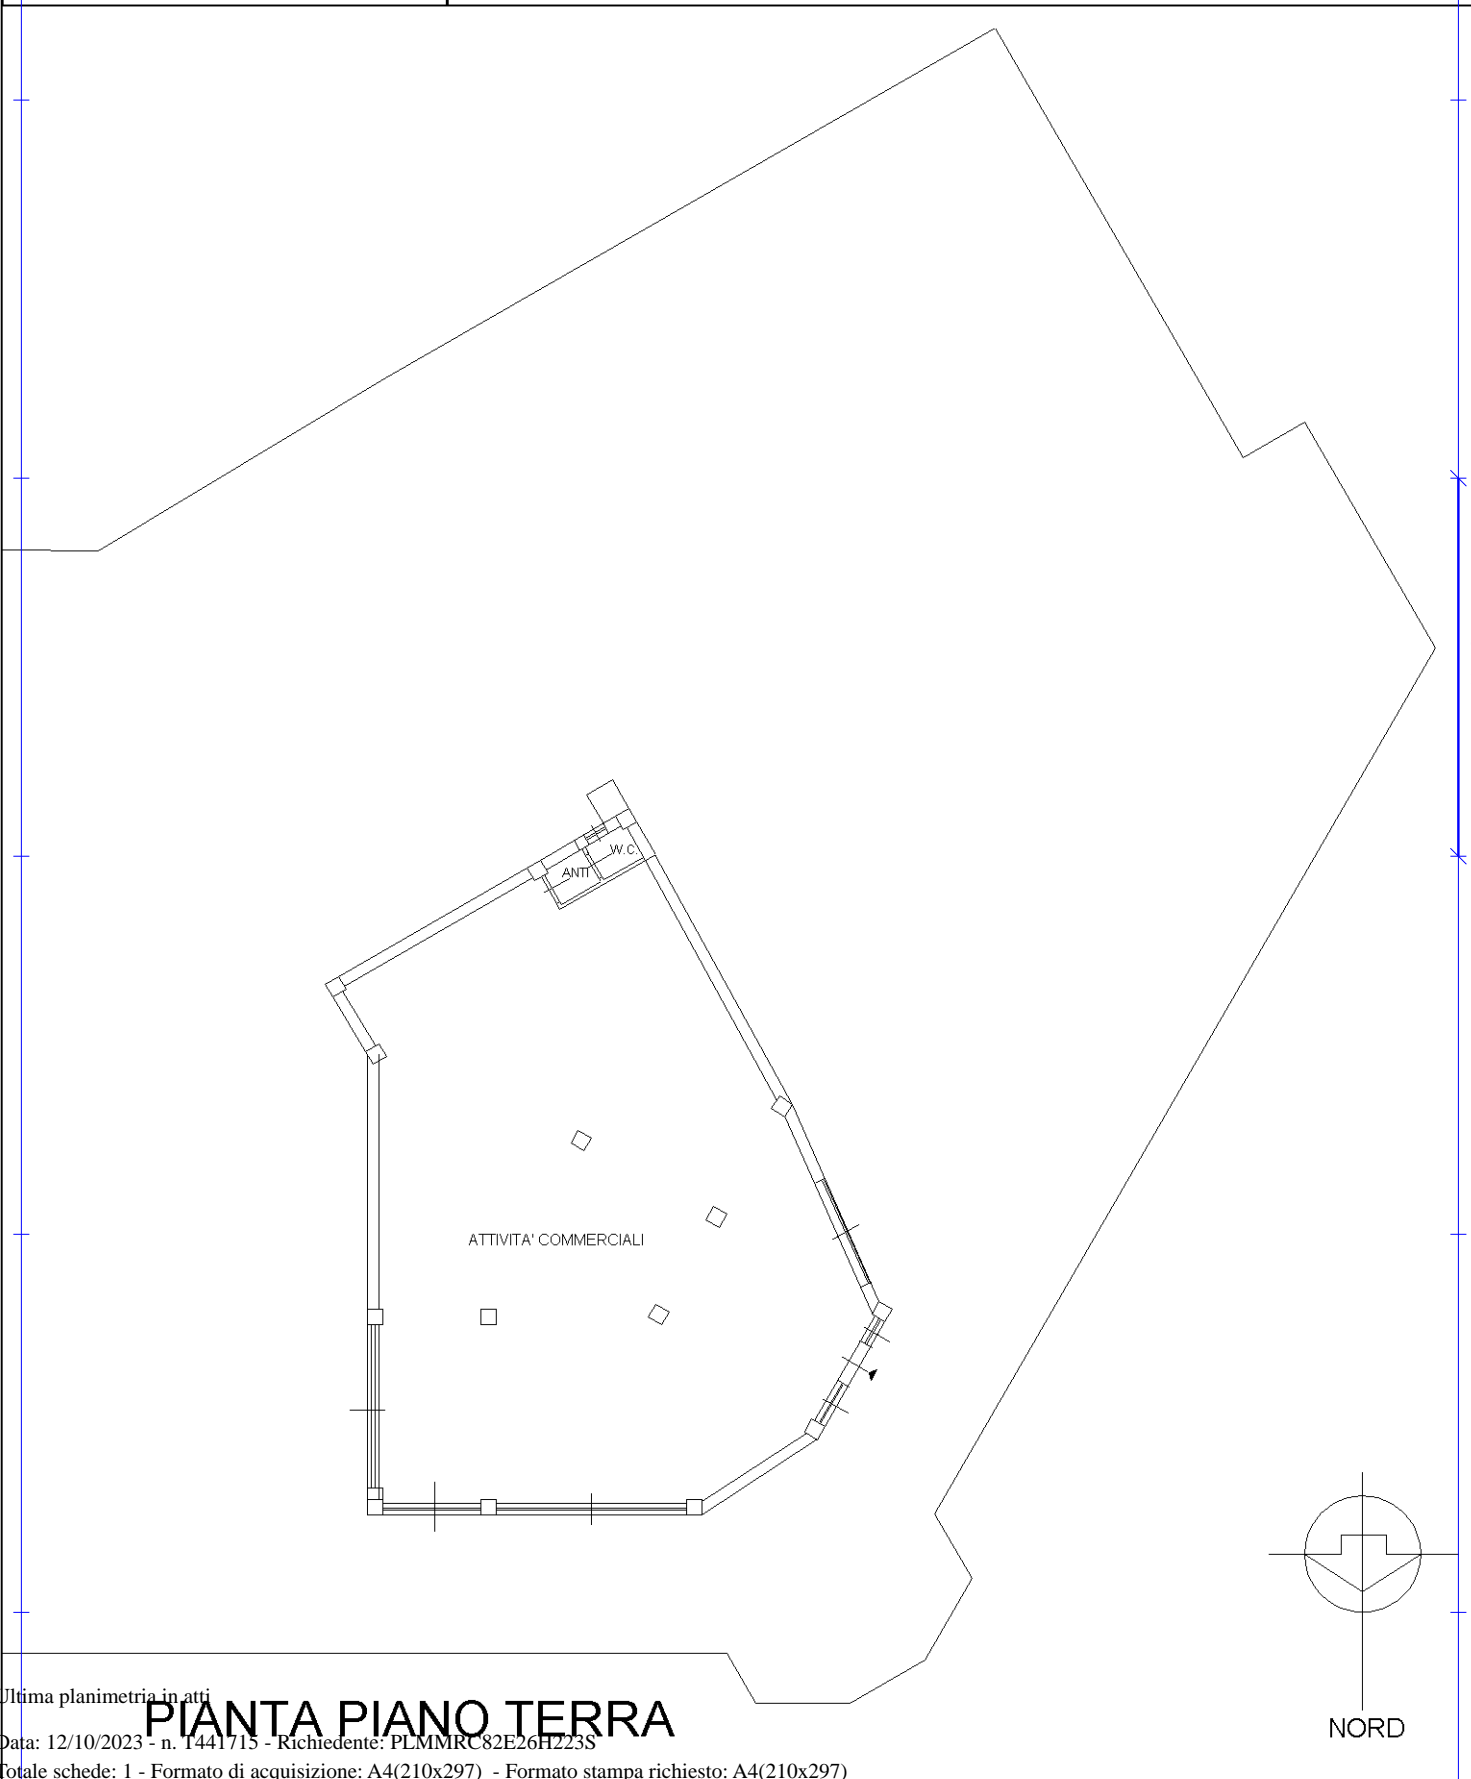 W.C.
ANTI
ATTIVITA' COMMERCIALI
NORD
Ultima planimetria in atti
PIANTA PIANO TERRA
Data: 12/10/2023 - n. T441715 - Richiedente: PLMMRC82E26H223S
Totale schede: 1 - Formato di acquisizione: A4(210x297) - Formato stampa richiesto: A4(210x297)